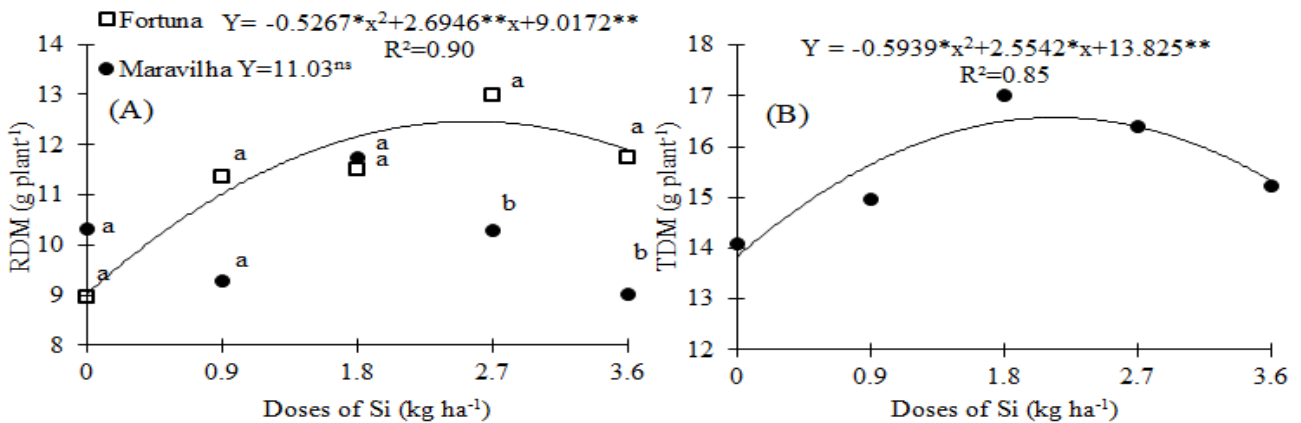 Fortuna Y= -0.5267*x²+2.6946**x+9.0172**
R²=0.90
Maravilha Y=11.03ⁿˢ
(A)
RDM (g plant⁻¹)
14
13
12
11
10
9
8
a
a
a
a
a
a
a
b
a
b
0 0.9 1.8 2.7 3.6
Doses of Si (kg ha⁻¹)
Y = -0.5939*x²+2.5542*x+13.825**
R²=0.85
(B)
TDM (g plant⁻¹)
18
17
16
15
14
13
12
0 0.9 1.8 2.7 3.6
Doses of Si (kg ha⁻¹)